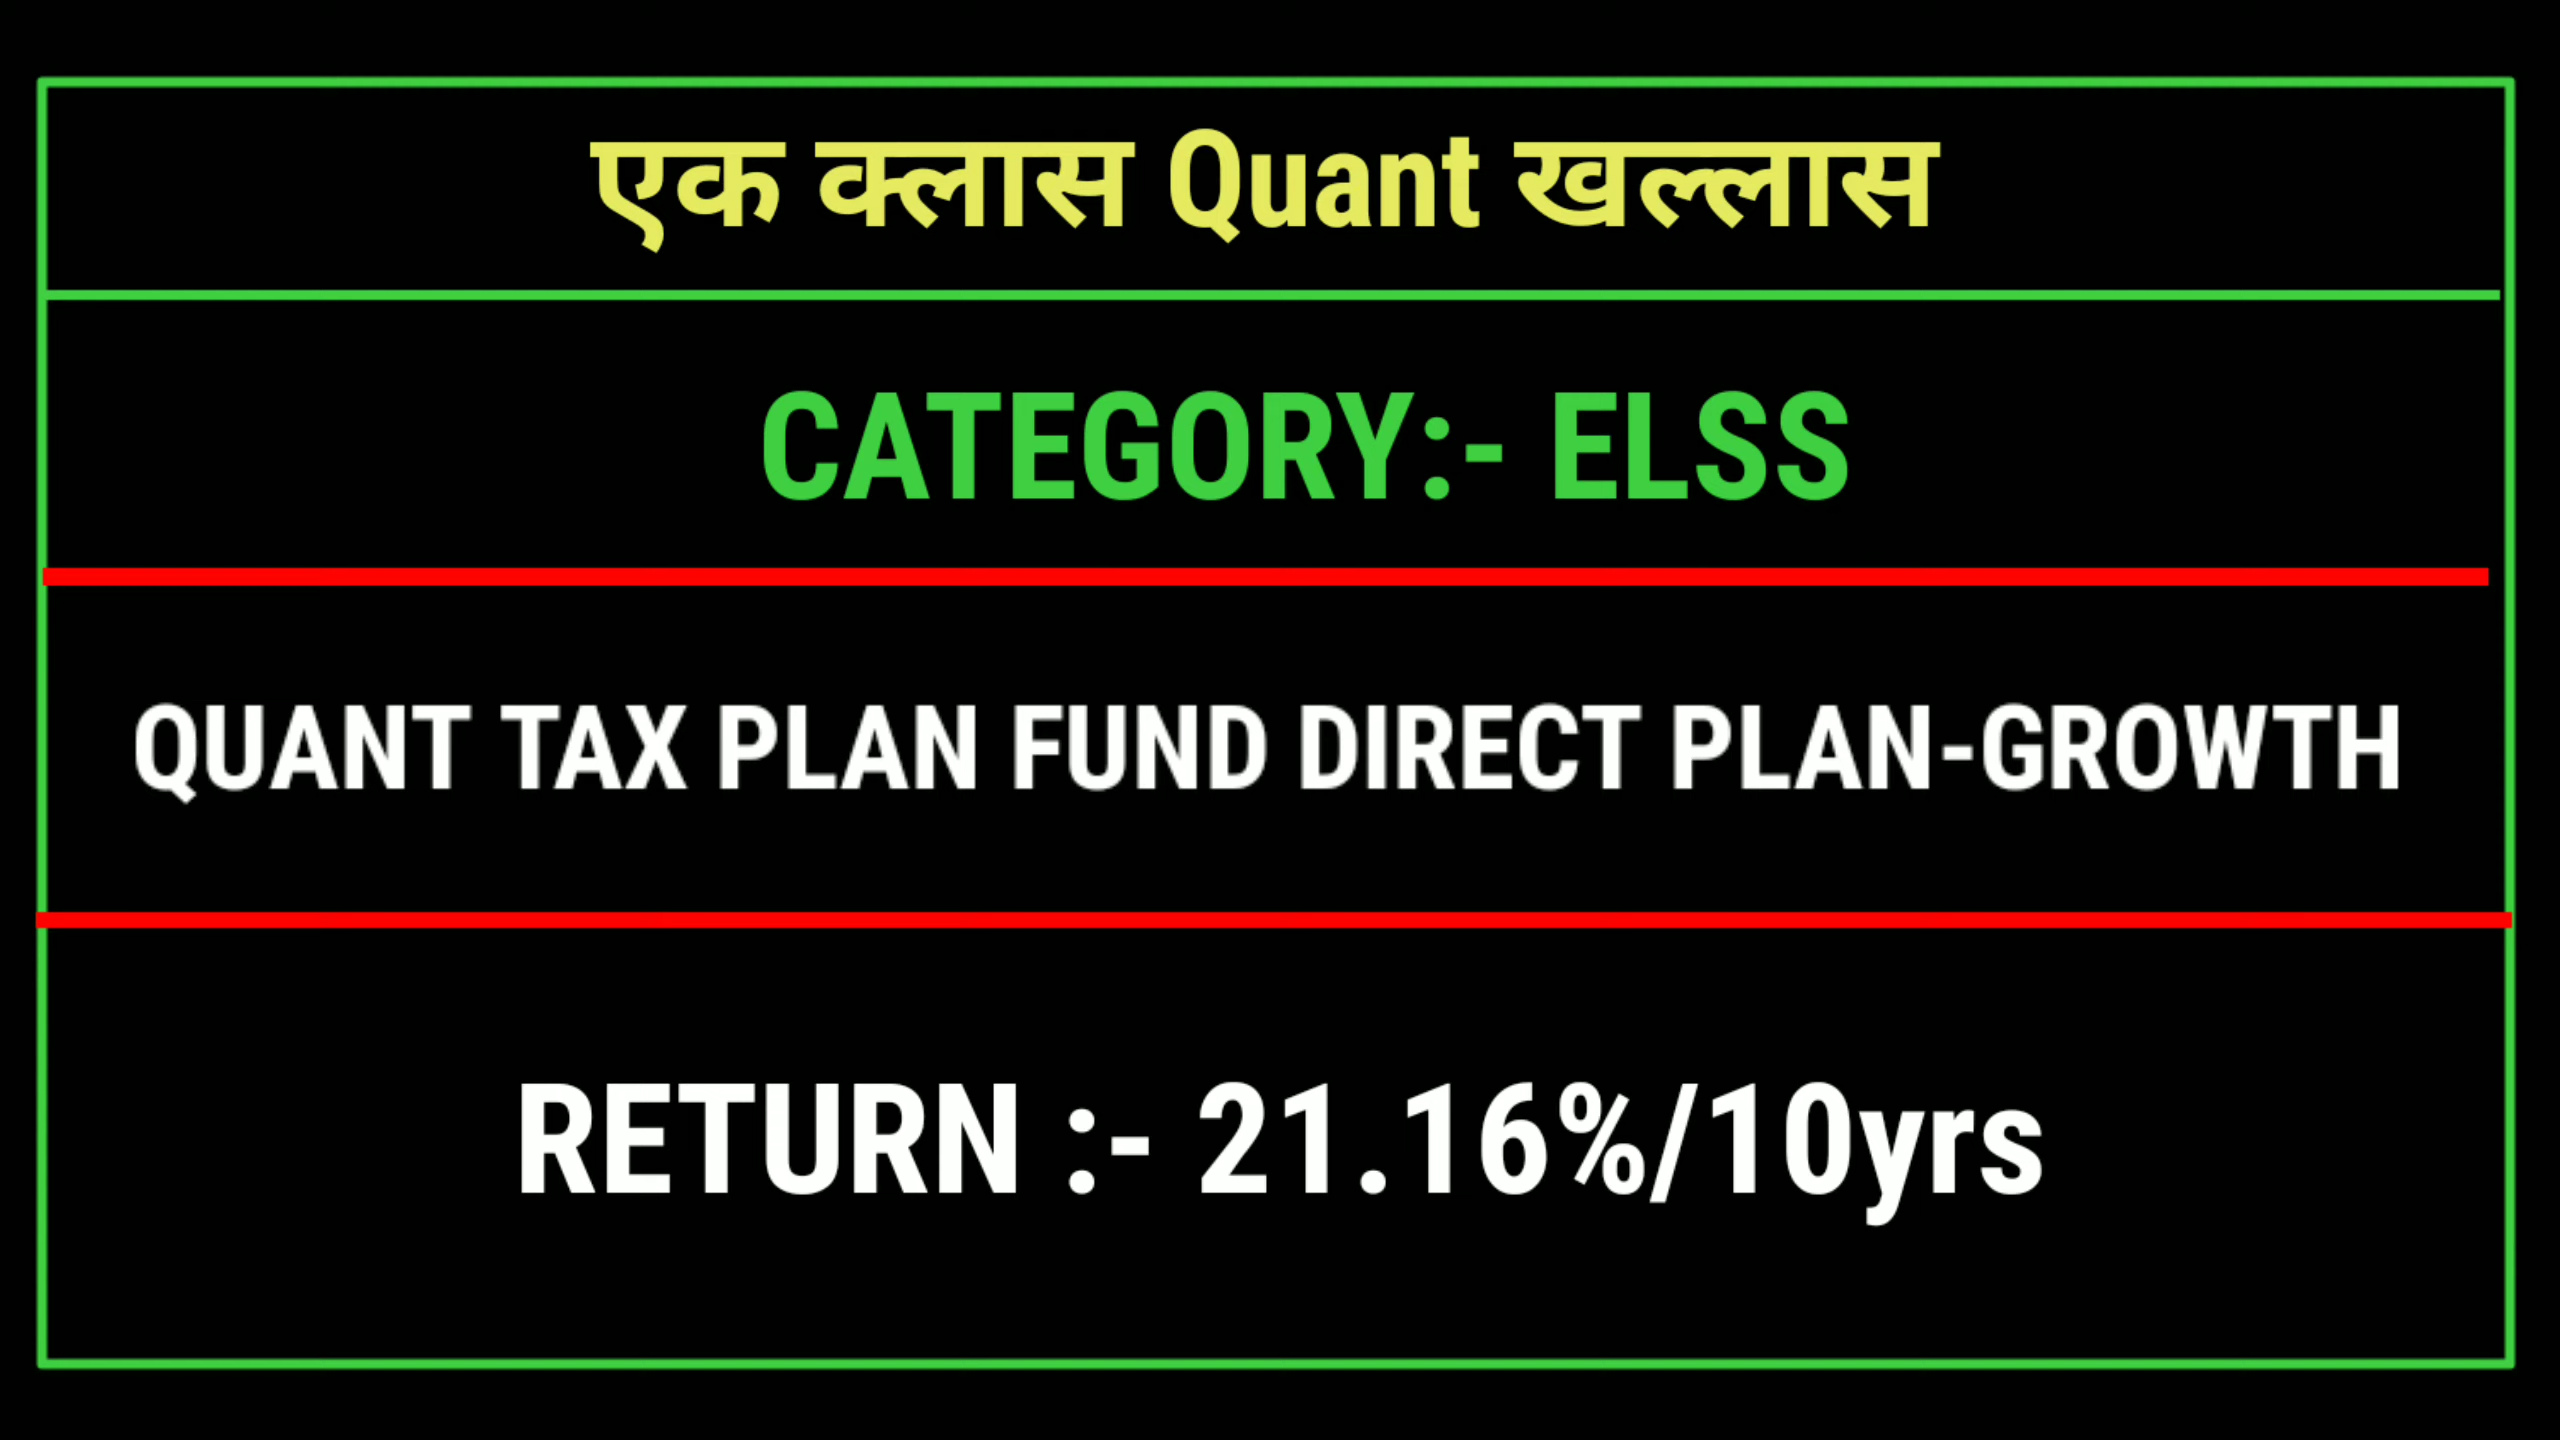 एक क्लास Quant खल्लास
CATEGORY:- ELSS
QUANT TAX PLAN FUND DIRECT PLAN-GROWTH
RETURN :- 21.16%/10yrs